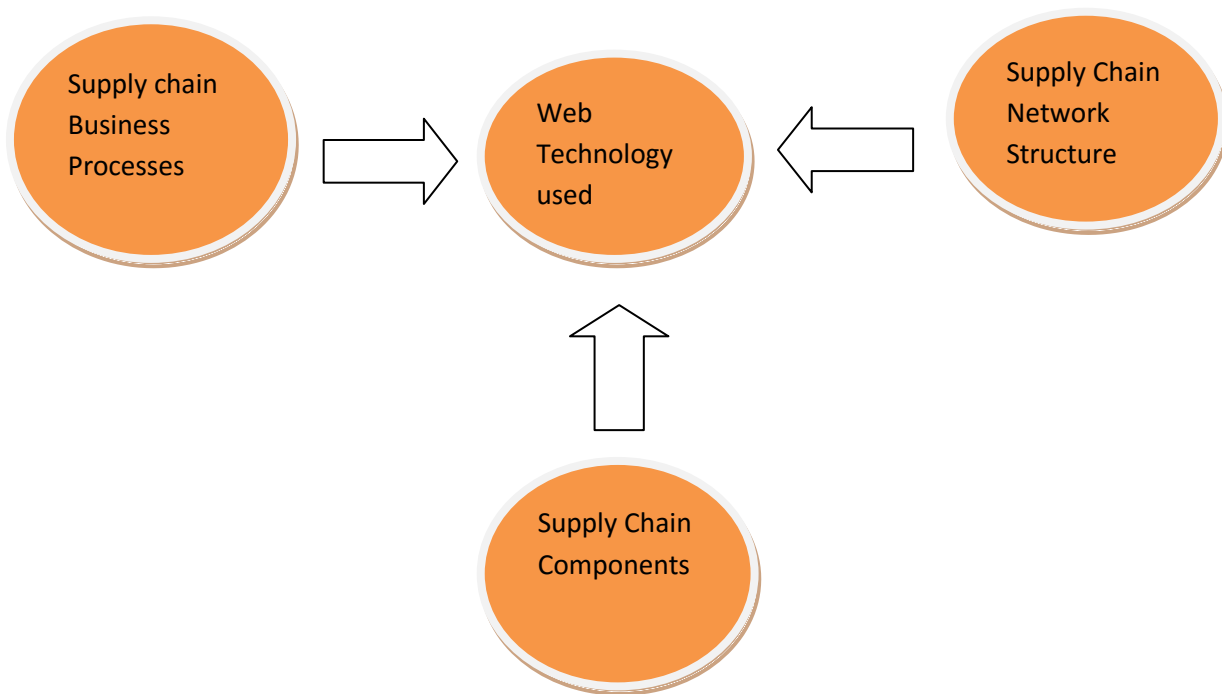 Supply chain
Business
Processes
Web
Technology
used
Supply Chain
Network
Structure
Supply Chain
Components